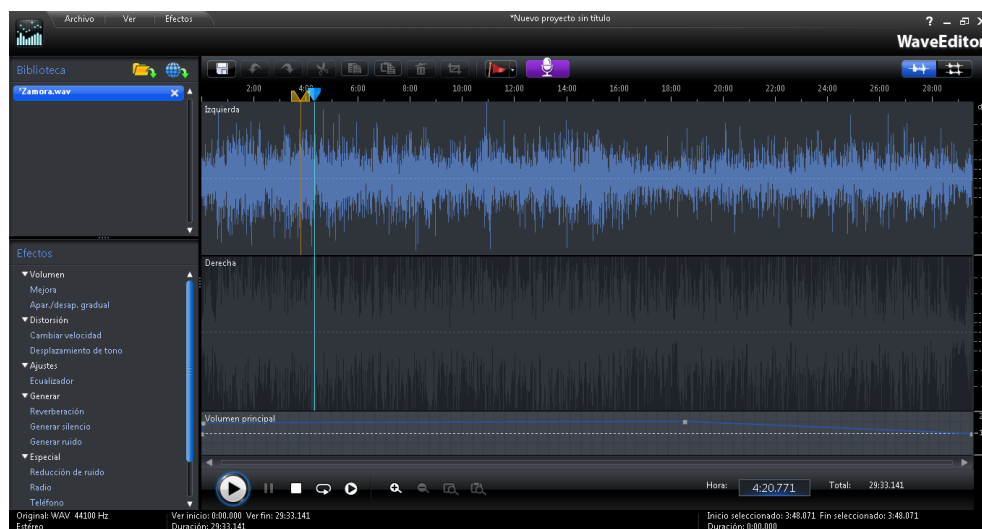 Archivo Ver Efectos *Nuevo proyecto sin título ?
WaveEditor
Biblioteca
*Zamora.wav
2:00 4:00 6:00 8:00 10:00 12:00 14:00 16:00 18:00 20:00 22:00 24:00 26:00 28:00
Izquierda
Derecha
Volumen principal
Efectos
Volumen
Mejora
Apar./desap. gradual
Distorsión
Cambiar velocidad
Desplazamiento de tono
Ajustes
Ecualizador
Generar
Reverberación
Generar silencio
Generar ruido
Especial
Reducción de ruido
Radio
Teléfono
Hora: 4:20.771 Total: 29:33.141
Original: WAV 44100 Hz Ver inicio: 0:00.000 Ver fin: 29:33.141 Inicio seleccionado: 3:48.071 Fin seleccionado: 3:48.071
Estéreo Duración: 29:33.141 Duración: 0:00.000